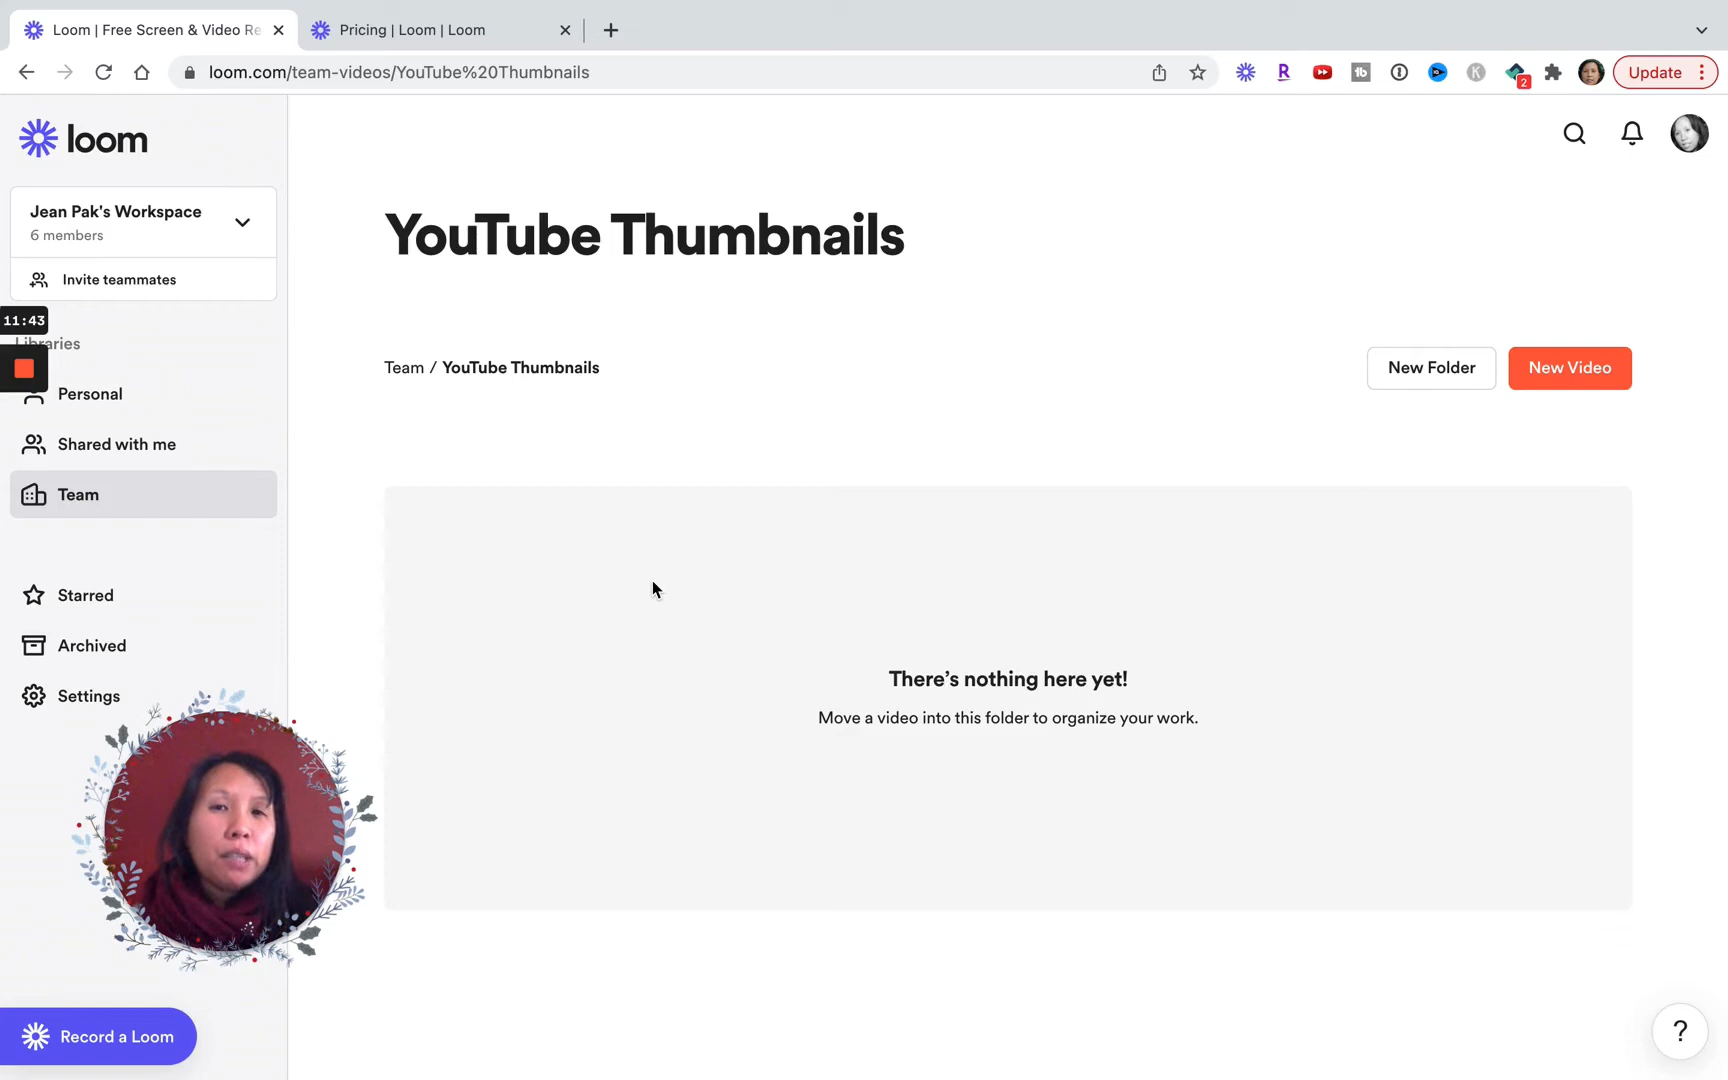 Loom | Free Screen & Video Re
Pricing | Loom | Loom
loom.com/team-videos/YouTube%20Thumbnails
R
tb
K
2
Update
loom
Jean Pak's Workspace
6 members
Invite teammates
11:43
Libraries
Personal
Shared with me
Team
Starred
Archived
Settings
Record a Loom
YouTube Thumbnails
Team / YouTube Thumbnails
New Folder
New Video
There's nothing here yet!
Move a video into this folder to organize your work.
?